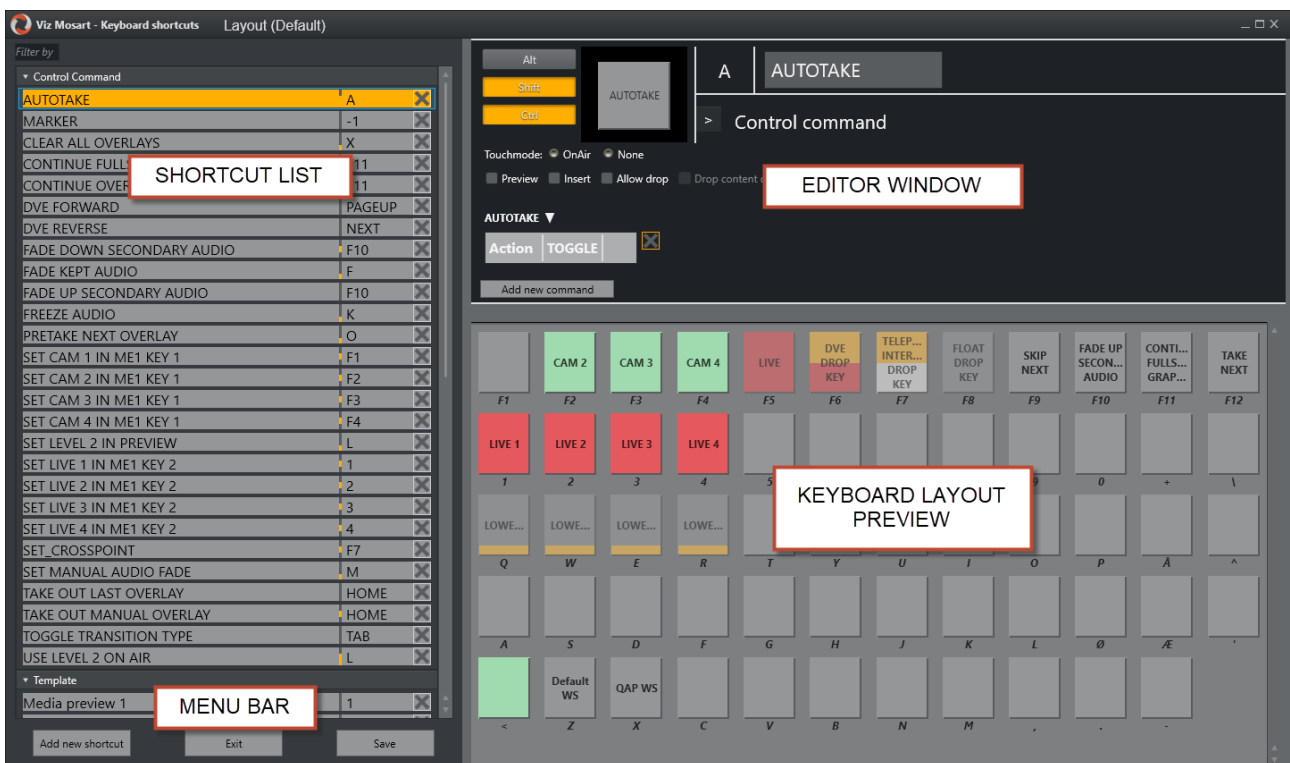 Viz Mosart - Keyboard shortcuts Layout (Default)
Filter by
Control Command
AUTOTAKE A
MARKER -1
CLEAR ALL OVERLAYS X
CONTINUE FULL 11
CONTINUE OVER 11
DVE FORWARD PAGEUP
DVE REVERSE NEXT
FADE DOWN SECONDARY AUDIO F10
FADE KEPT AUDIO F
FADE UP SECONDARY AUDIO F10
FREEZE AUDIO K
PRETAKE NEXT OVERLAY O
SET CAM 1 IN ME1 KEY 1 F1
SET CAM 2 IN ME1 KEY 1 F2
SET CAM 3 IN ME1 KEY 1 F3
SET CAM 4 IN ME1 KEY 1 F4
SET LEVEL 2 IN PREVIEW L
SET LIVE 1 IN ME1 KEY 2 1
SET LIVE 2 IN ME1 KEY 2 2
SET LIVE 3 IN ME1 KEY 2 3
SET LIVE 4 IN ME1 KEY 2 4
SET_CROSSPOINT F7
SET MANUAL AUDIO FADE M
TAKE OUT LAST OVERLAY HOME
TAKE OUT MANUAL OVERLAY HOME
TOGGLE TRANSITION TYPE TAB
USE LEVEL 2 ON AIR L
Template
Media preview 1 1
SHORTCUT LIST
MENU BAR
Add new shortcut Exit Save
Alt
Shift
Ctrl
AUTOTAKE
A AUTOTAKE
> Control command
Touchmode: OnAir None
Preview Insert Allow drop Drop content
EDITOR WINDOW
AUTOTAKE ▼
Action TOGGLE
Add new command
CAM 2 CAM 3 CAM 4 LIVE DVE DROP KEY TELEP... INTER... DROP KEY FLOAT DROP KEY SKIP NEXT FADE UP SECON... AUDIO CONTI... FULLS... GRAP... TAKE NEXT
F1 F2 F3 F4 F5 F6 F7 F8 F9 F10 F11 F12
LIVE 1 LIVE 2 LIVE 3 LIVE 4
1 2 3 4 5 9 0 + \
KEYBOARD LAYOUT
PREVIEW
LOWE... LOWE... LOWE... LOWE...
Q W E R T Y U I O P Å ^
A S D F G H J K L Ø Æ '
Default WS QAP WS
< Z X C V B N M , . -